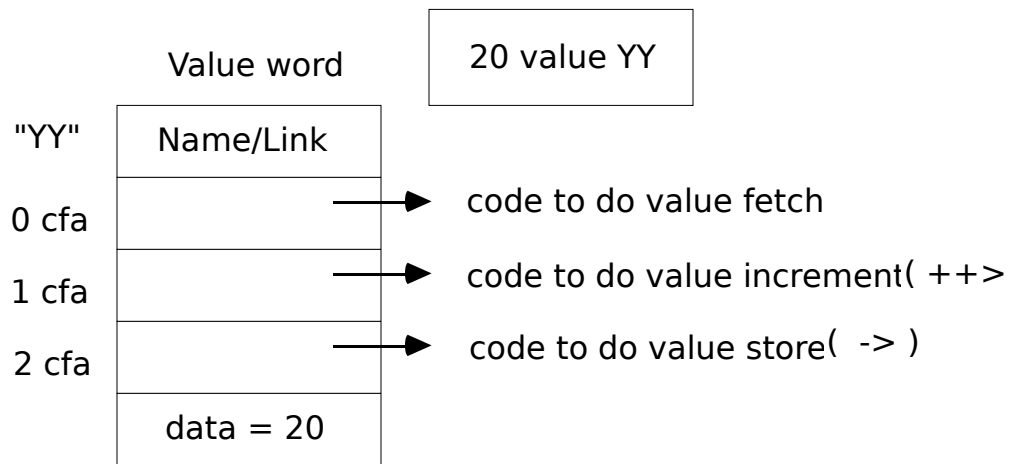 20 value YY
Value word
"YY" Name/Link
0 cfa code to do value fetch
1 cfa code to do value increment( ++>
2 cfa code to do value store( -> )
data = 20